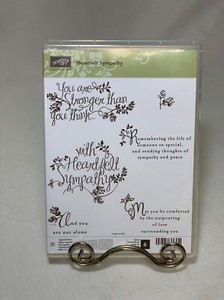 Heartfelt Sympathy
You are
Stronger than
you think...
Remembering the life of
someone so special,
and sending thoughts of
sympathy and peace
with
Heartfelt
Sympathy
May you be comforted
by the outpouring
of love
surrounding you
...and you
are not alone